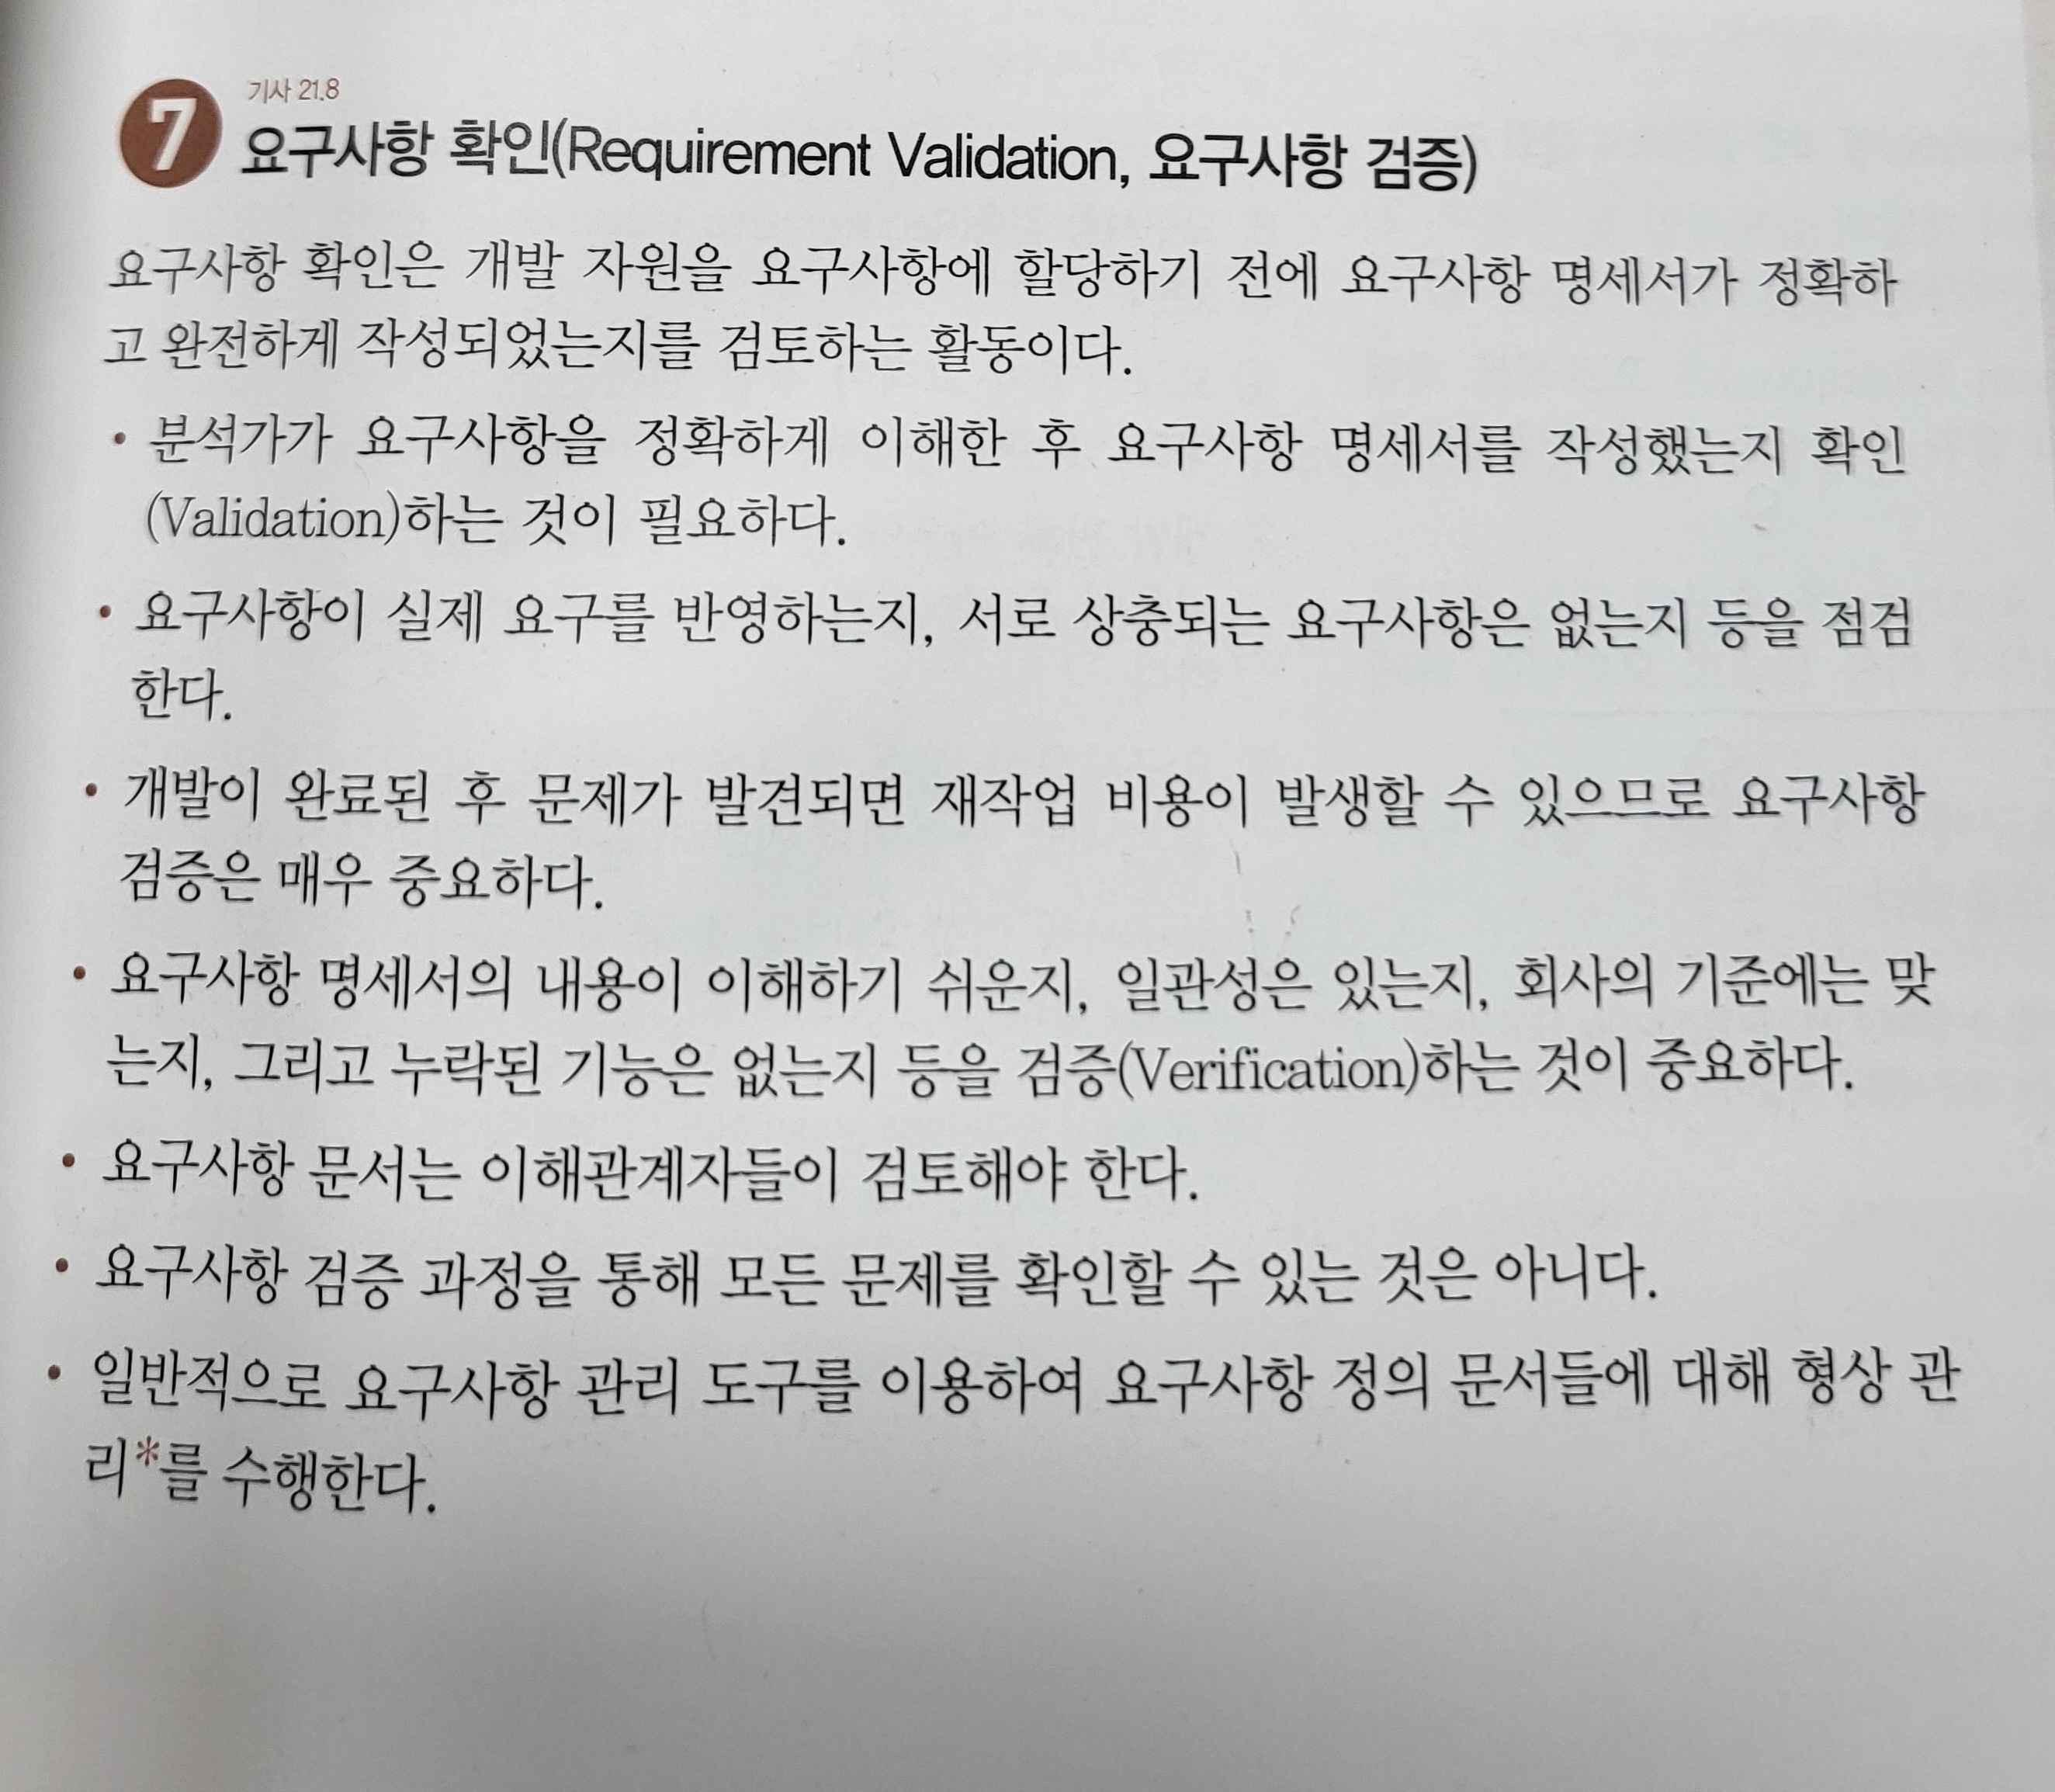 7
기사 21.8
요구사항 확인(Requirement Validation, 요구사항 검증)
요구사항 확인은 개발 자원을 요구사항에 할당하기 전에 요구사항 명세서가 정확하
고 완전하게 작성되었는지를 검토하는 활동이다.
• 분석가가 요구사항을 정확하게 이해한 후 요구사항 명세서를 작성했는지 확인
(Validation)하는 것이 필요하다.
• 요구사항이 실제 요구를 반영하는지, 서로 상충되는 요구사항은 없는지 등을 점검
한다.
• 개발이 완료된 후 문제가 발견되면 재작업 비용이 발생할 수 있으므로 요구사항
검증은 매우 중요하다.
• 요구사항 명세서의 내용이 이해하기 쉬운지, 일관성은 있는지, 회사의 기준에는 맞
는지, 그리고 누락된 기능은 없는지 등을 검증(Verification)하는 것이 중요하다.
• 요구사항 문서는 이해관계자들이 검토해야 한다.
• 요구사항 검증 과정을 통해 모든 문제를 확인할 수 있는 것은 아니다.
• 일반적으로 요구사항 관리 도구를 이용하여 요구사항 정의 문서들에 대해 형상 관
리*를 수행한다.